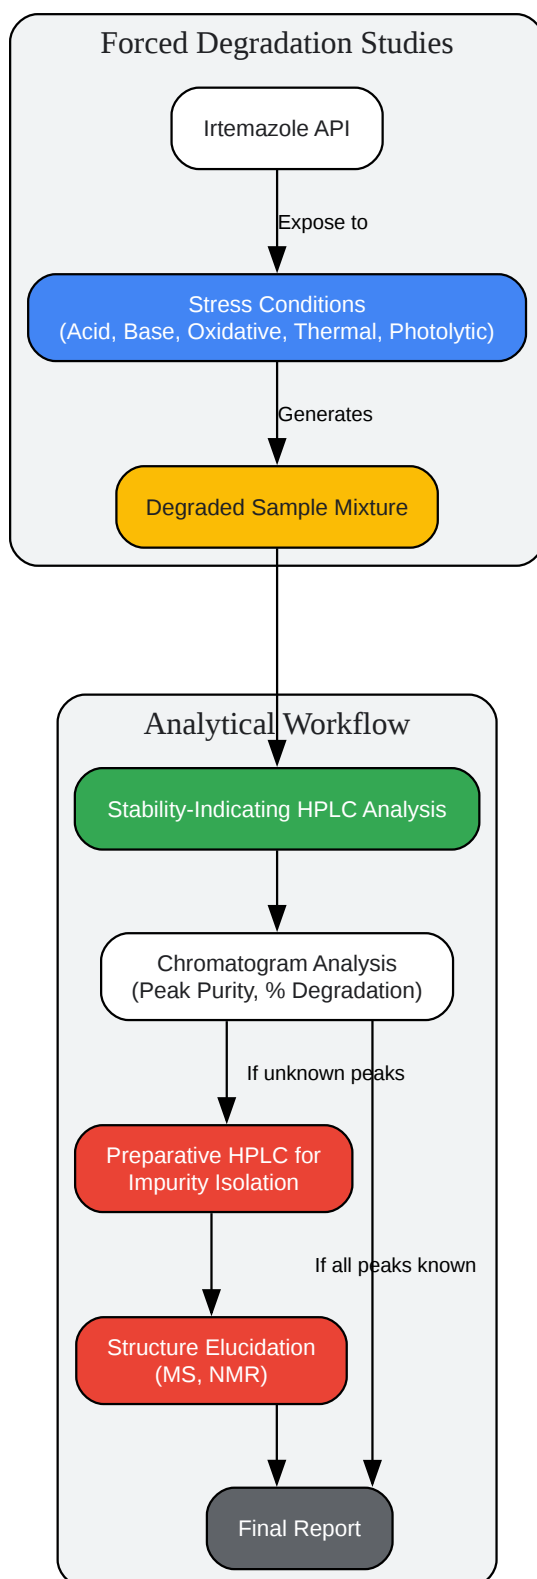 Forced Degradation Studies
Irtemazole API
Expose to
Stress Conditions
(Acid, Base, Oxidative, Thermal, Photolytic)
Generates
Degraded Sample Mixture
Analytical Workflow
Stability-Indicating HPLC Analysis
Chromatogram Analysis
(Peak Purity, % Degradation)
If unknown peaks
Preparative HPLC for
Impurity Isolation
If all peaks known
Structure Elucidation
(MS, NMR)
Final Report